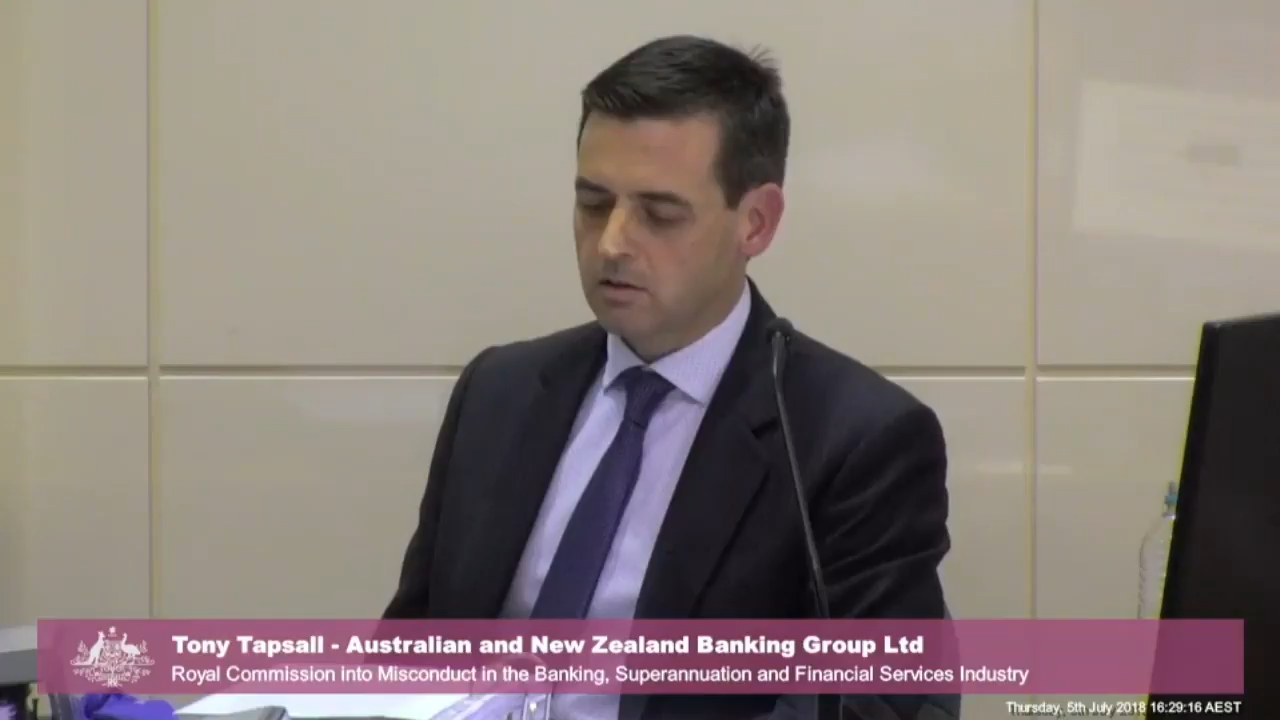 Tony Tapsall - Australian and New Zealand Banking Group Ltd
Royal Commission into Misconduct in the Banking, Superannuation and Financial Services Industry
Thursday, 5th July 2018 16:29:16 AEST